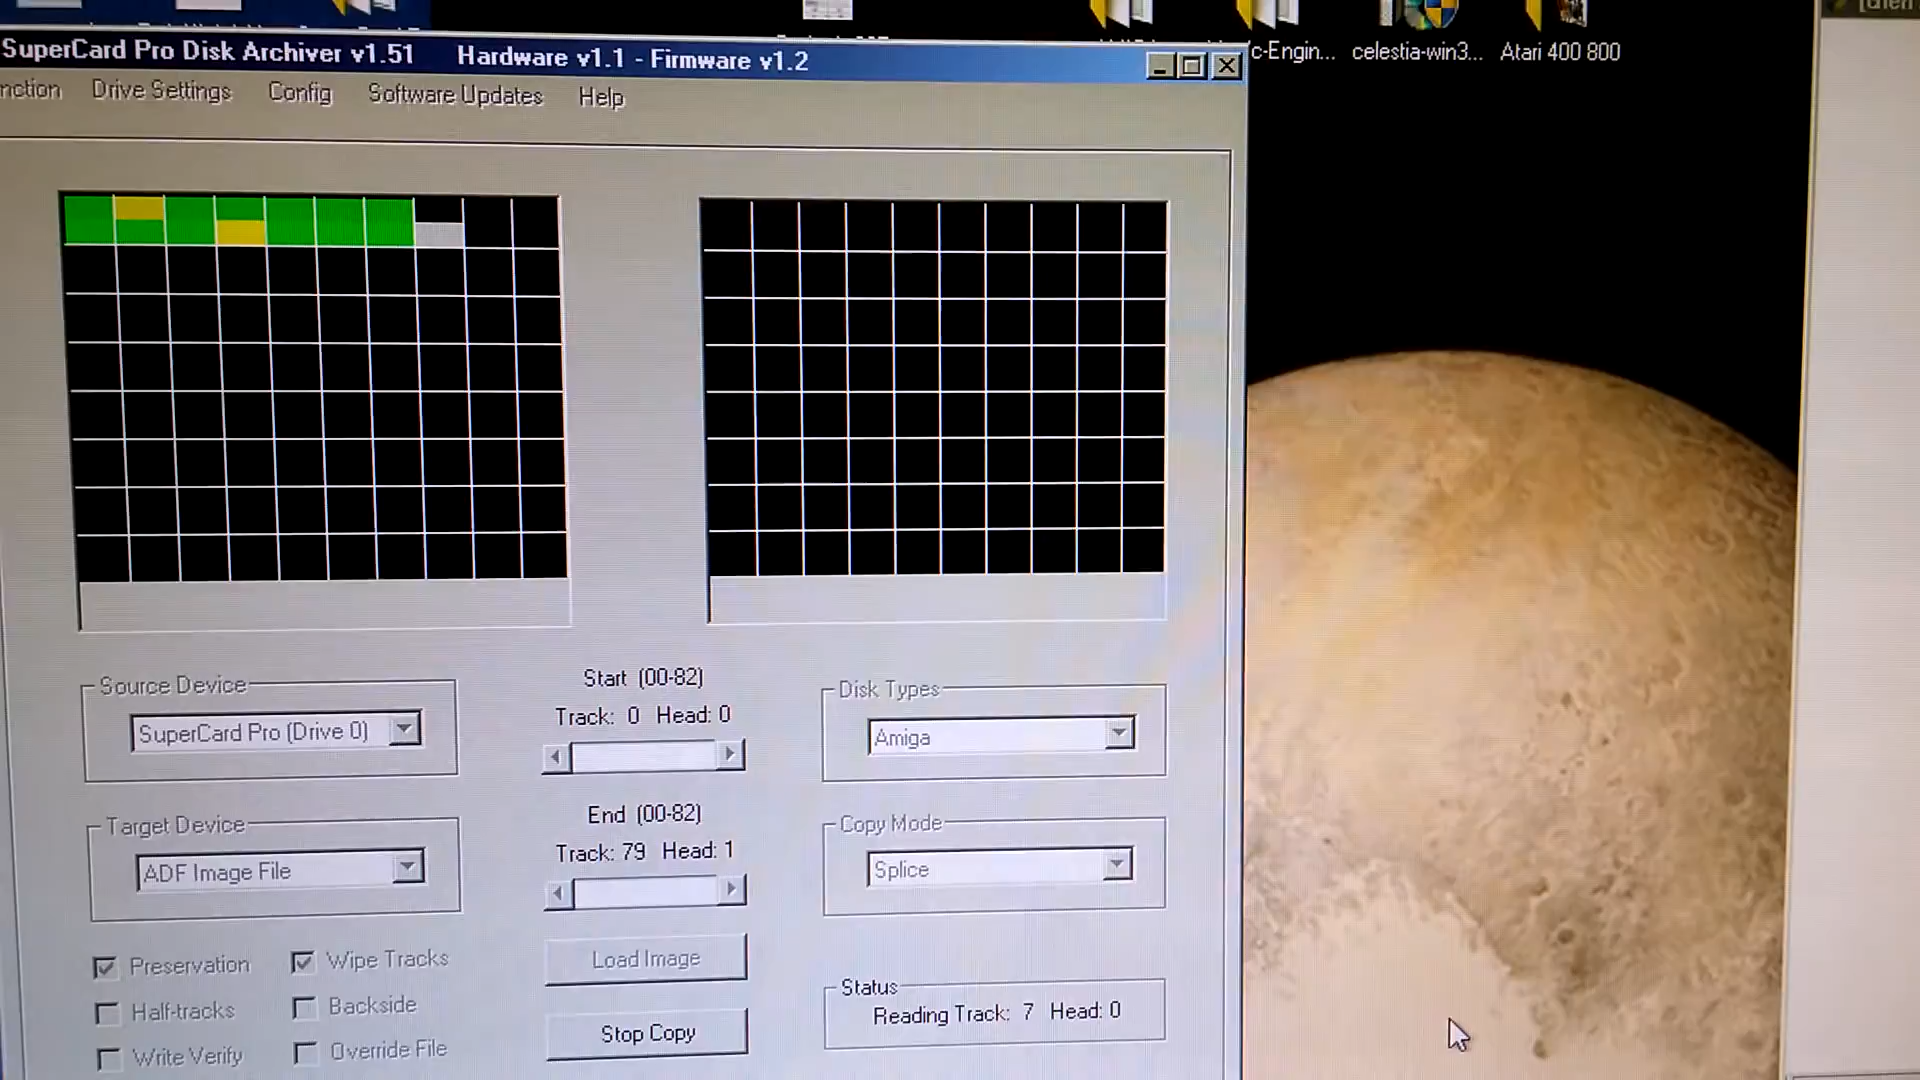 SuperCard Pro Disk Archiver v1.51 Hardware v1.1 - Firmware v1.2
c-Engin... celestia-win3... Atari 400 800
nction Drive Settings Config Software Updates Help
Source Device
SuperCard Pro (Drive 0)
Target Device
ADF Image File
Preservation Wipe Tracks
Half-tracks Backside
Write Verify Override File
Start (00-82)
Track: 0 Head: 0
End (00-82)
Track: 79 Head: 1
Load Image
Stop Copy
Disk Types
Amiga
Copy Mode
Splice
Status
Reading Track: 7 Head: 0